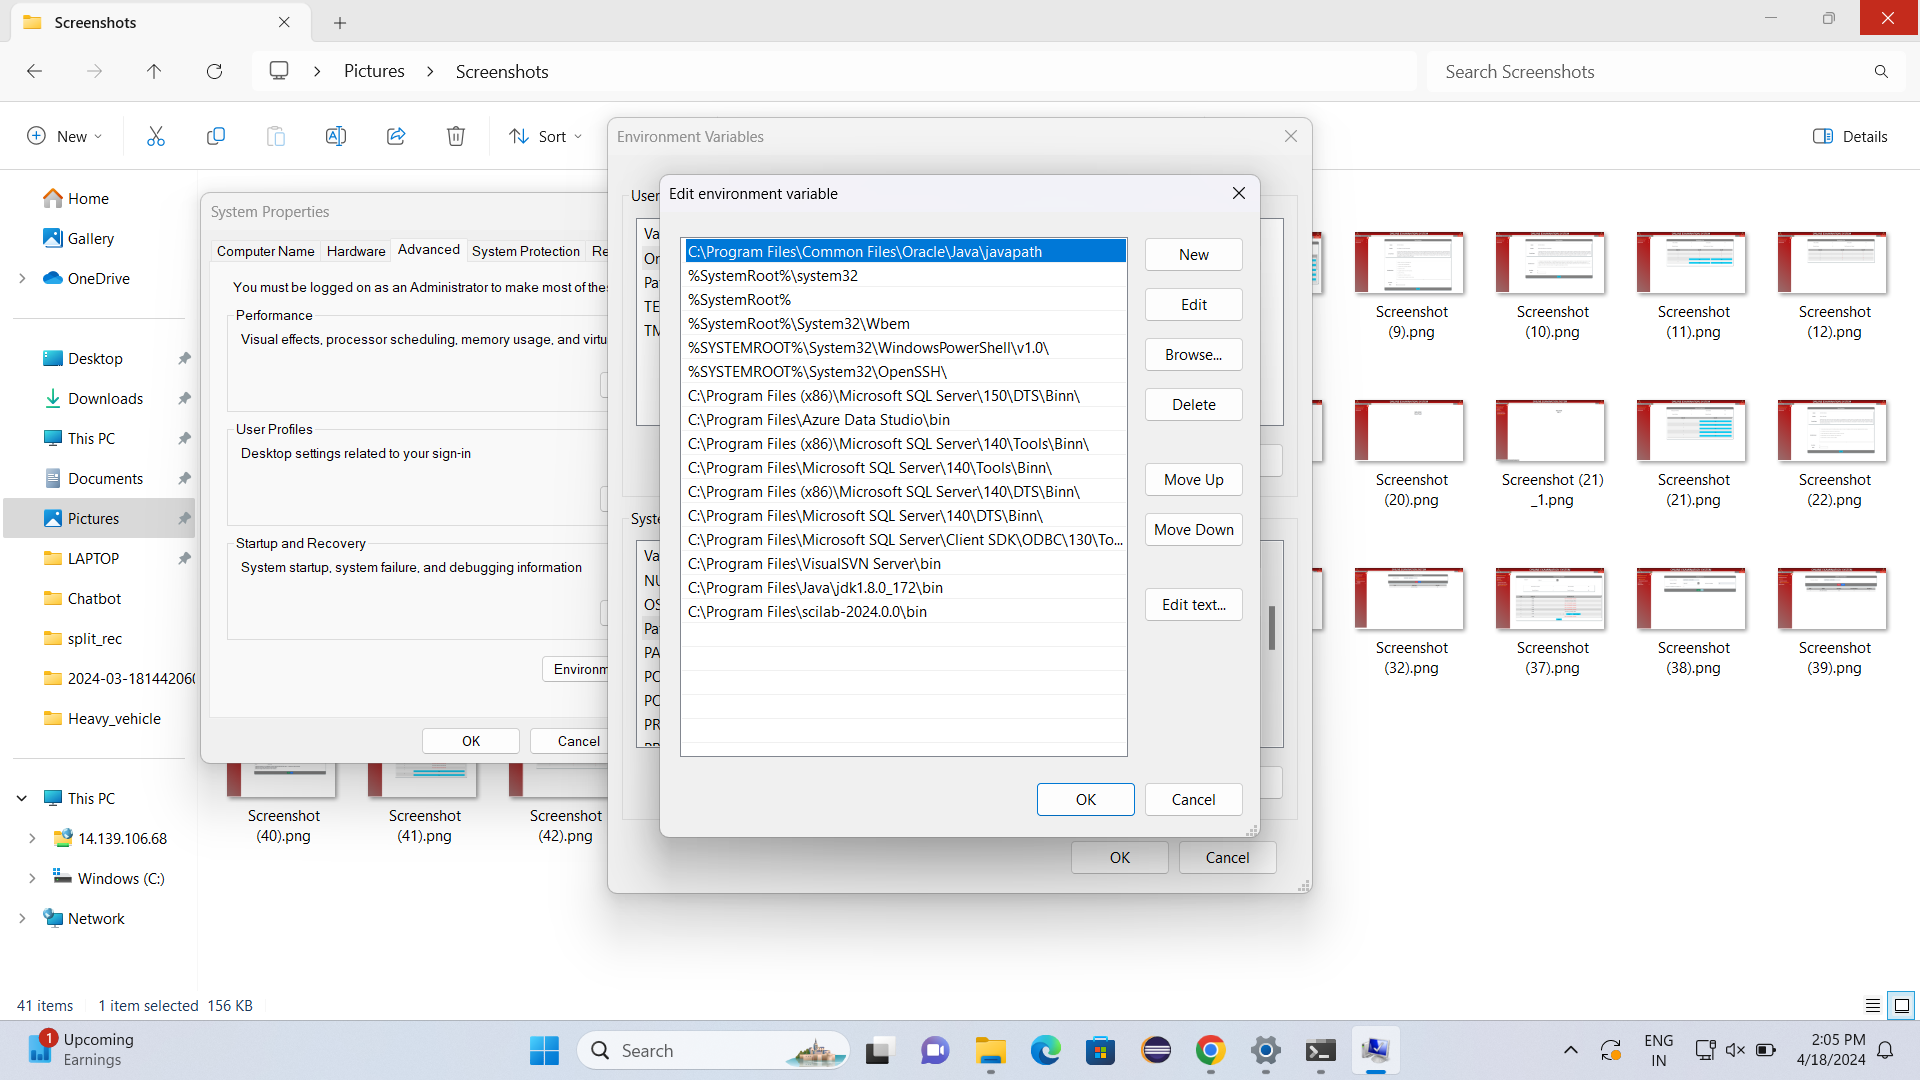 Screenshots
Pictures
Screenshots
Search Screenshots
New
Sort
Details
Home
Gallery
OneDrive
Desktop
Downloads
This PC
Documents
Pictures
LAPTOP
Chatbot
split_rec
2024-03-18144206
Heavy_vehicle
This PC
14.139.106.68
Windows (C:)
Network
System Properties
Computer Name
Hardware
Advanced
System Protection
Re
You must be logged on as an Administrator to make most of thes
Performance
Visual effects, processor scheduling, memory usage, and virtu
User Profiles
Desktop settings related to your sign-in
Startup and Recovery
System startup, system failure, and debugging information
Environm
OK
Cancel
Environment Variables
User
Va
On
Pa
TE
TM
Syste
Va
NU
OS
Pa
PA
PC
PC
PR
OK
Cancel
Edit environment variable
C:\Program Files\Common Files\Oracle\Java\javapath
%SystemRoot%\system32
%SystemRoot%
%SystemRoot%\System32\Wbem
%SYSTEMROOT%\System32\WindowsPowerShell\v1.0\
%SYSTEMROOT%\System32\OpenSSH\
C:\Program Files (x86)\Microsoft SQL Server\150\DTS\Binn\
C:\Program Files\Azure Data Studio\bin
C:\Program Files (x86)\Microsoft SQL Server\140\Tools\Binn\
C:\Program Files\Microsoft SQL Server\140\Tools\Binn\
C:\Program Files (x86)\Microsoft SQL Server\140\DTS\Binn\
C:\Program Files\Microsoft SQL Server\140\DTS\Binn\
C:\Program Files\Microsoft SQL Server\Client SDK\ODBC\130\To...
C:\Program Files\VisualSVN Server\bin
C:\Program Files\Java\jdk1.8.0_172\bin
C:\Program Files\scilab-2024.0.0\bin
New
Edit
Browse...
Delete
Move Up
Move Down
Edit text...
OK
Cancel
Screenshot
(9).png
Screenshot
(10).png
Screenshot
(11).png
Screenshot
(12).png
Screenshot
(20).png
Screenshot (21)
_1.png
Screenshot
(21).png
Screenshot
(22).png
Screenshot
(32).png
Screenshot
(37).png
Screenshot
(38).png
Screenshot
(39).png
Screenshot
(40).png
Screenshot
(41).png
Screenshot
(42).png
41 items
1 item selected 156 KB
1
Upcoming
Earnings
Search
ENG
IN
2:05 PM
4/18/2024